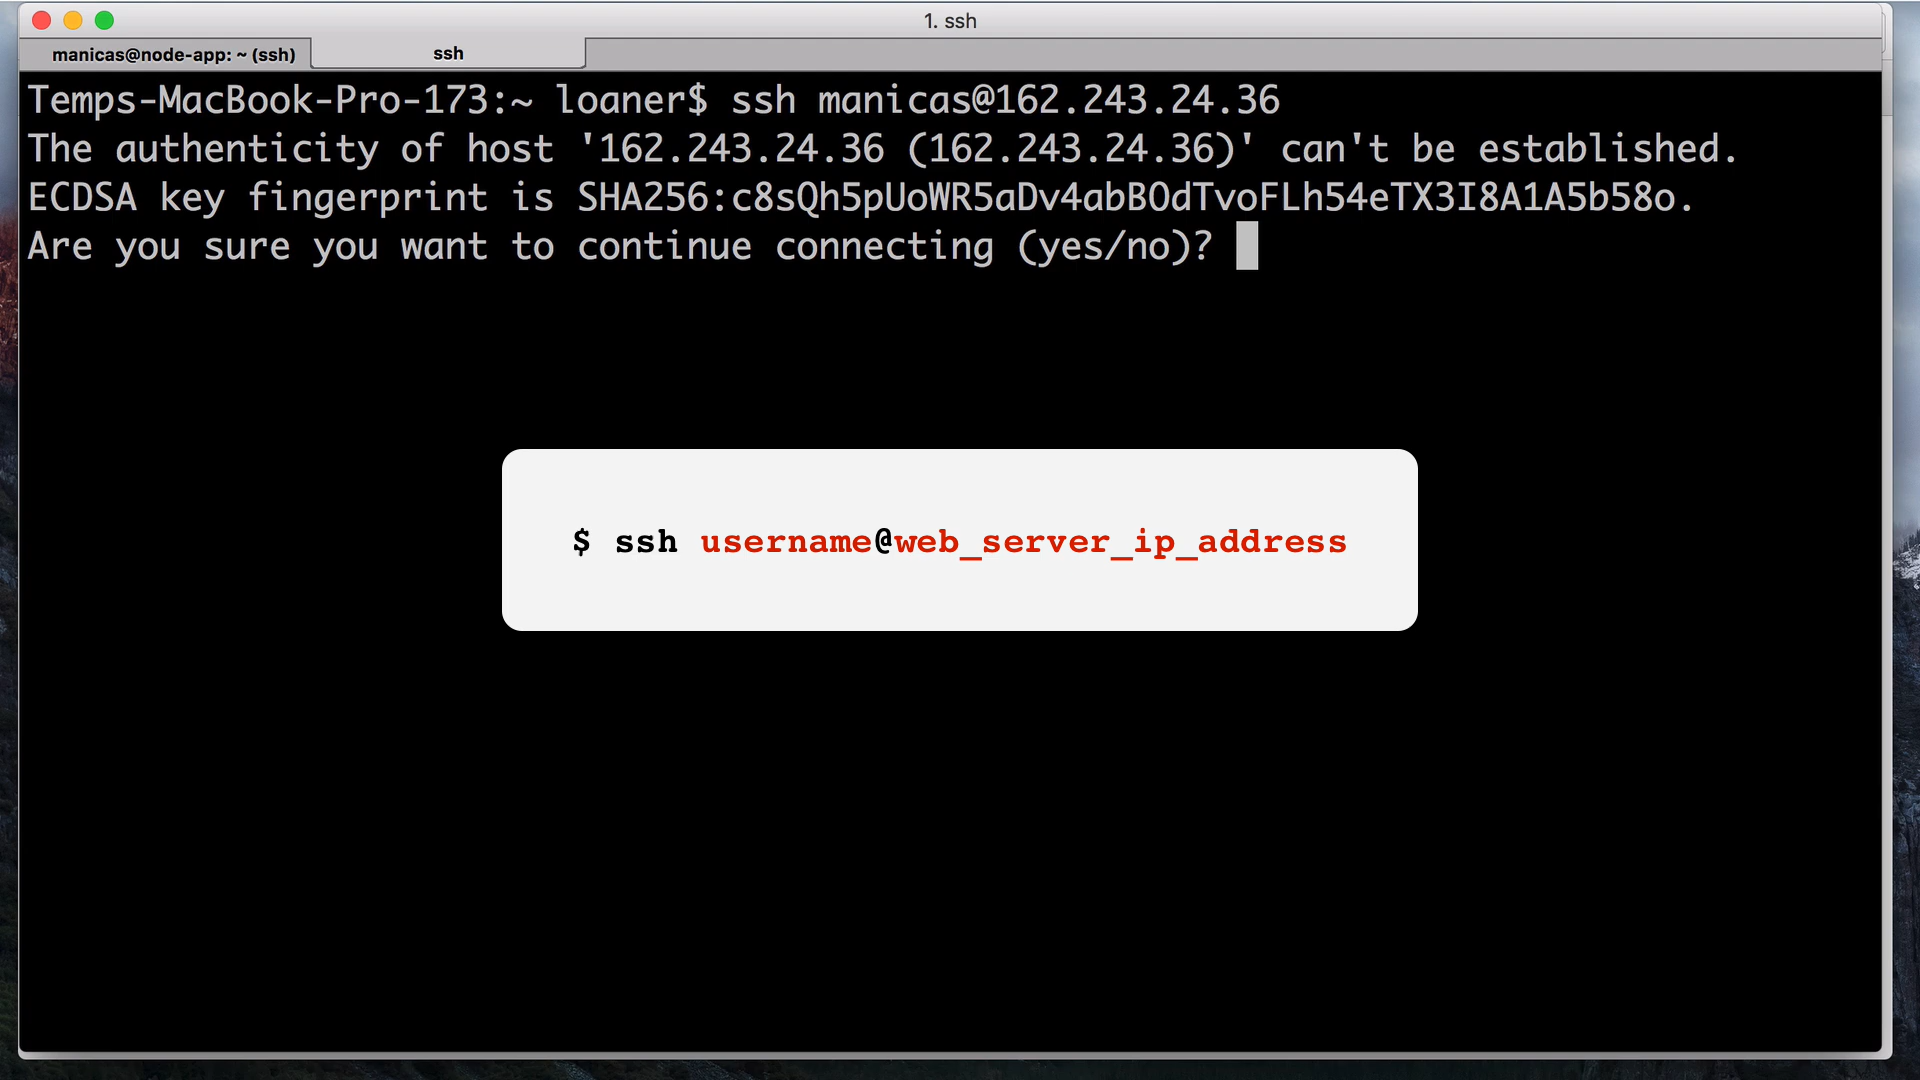 1. ssh
manicas@node-app: ~ (ssh)
ssh
Temps-MacBook-Pro-173:~ loaner$ ssh manicas@162.243.24.36
The authenticity of host '162.243.24.36 (162.243.24.36)' can't be established.
ECDSA key fingerprint is SHA256:c8sQh5pUoWR5aDv4abBOdTvoFLh54eTX3I8A1A5b58o.
Are you sure you want to continue connecting (yes/no)?
$ ssh username@web_server_ip_address